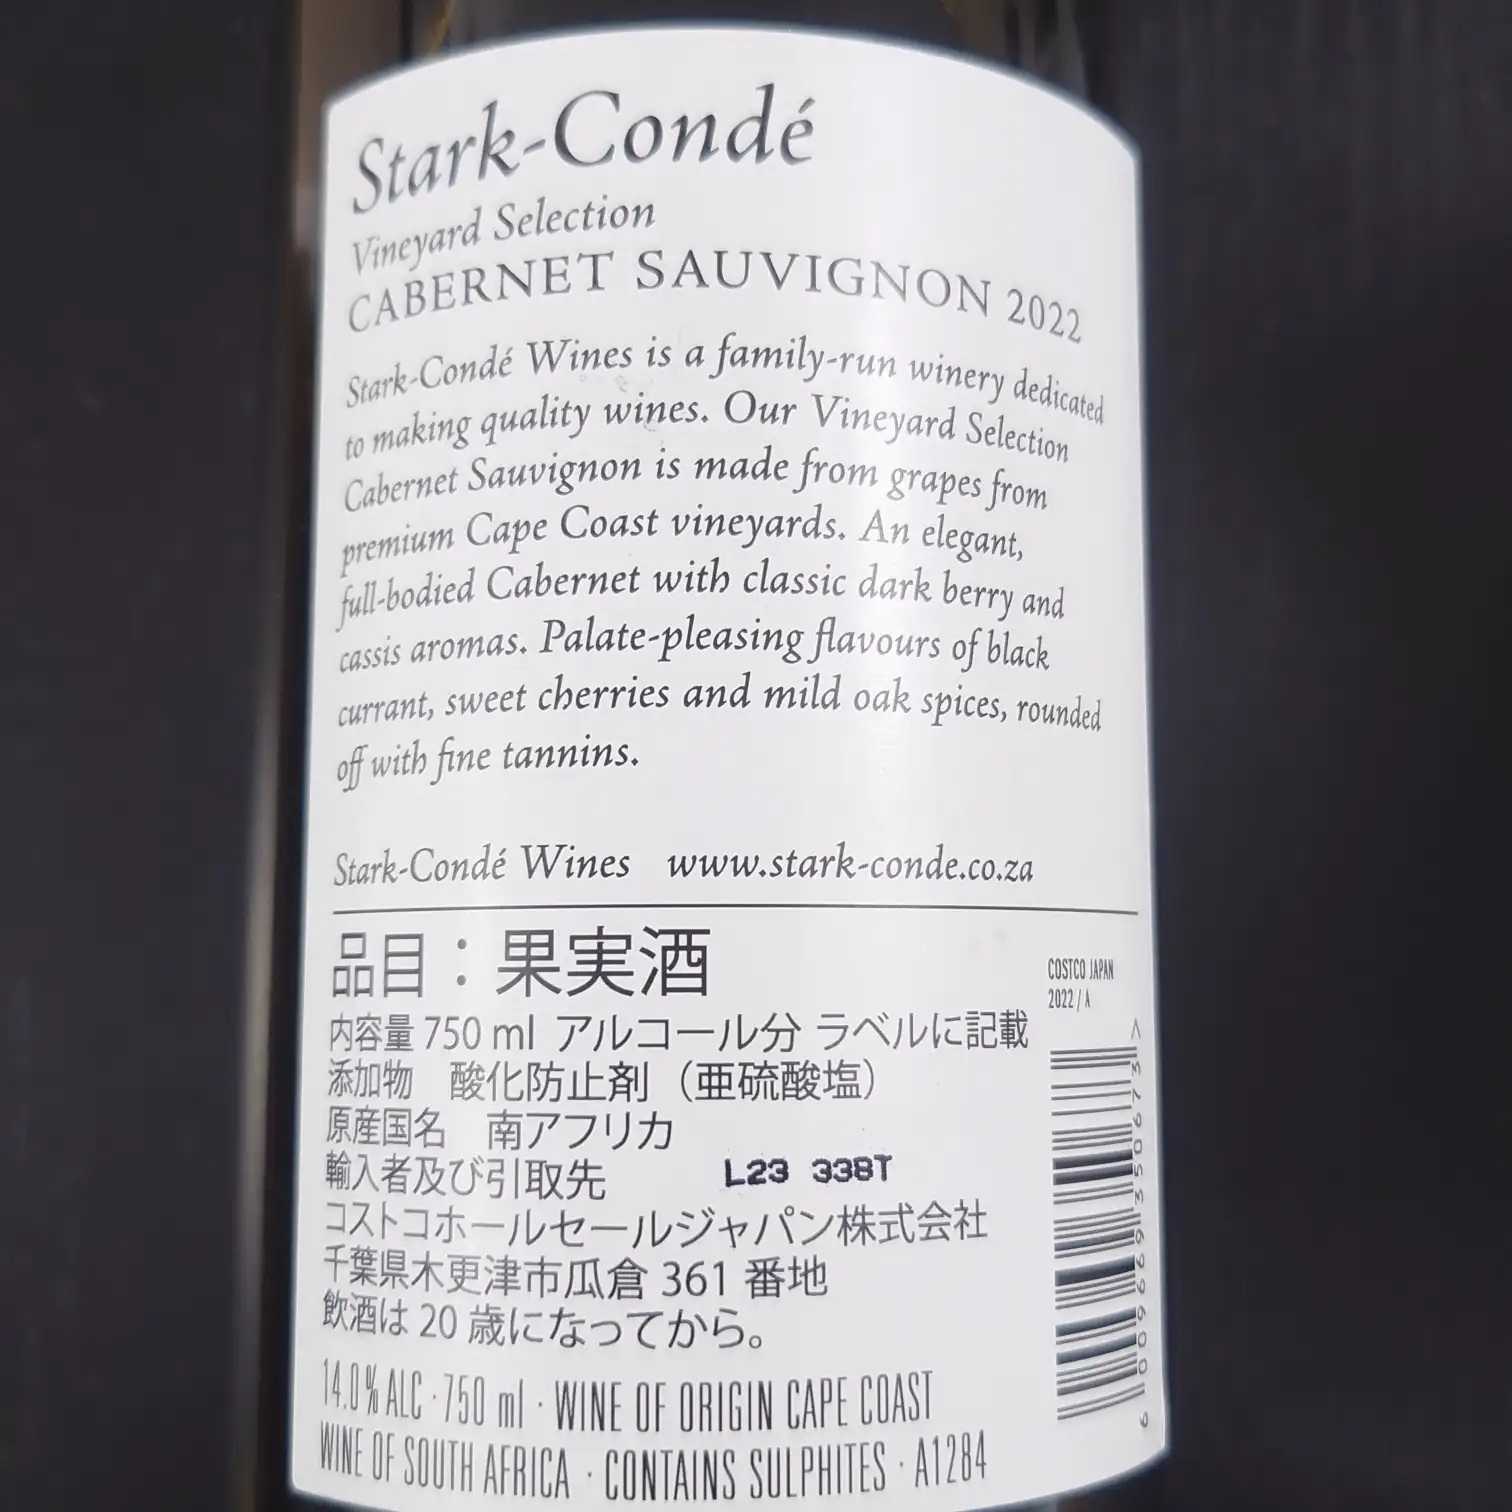 Stark-Condé
Vineyard Selection
CABERNET SAUVIGNON 2022
Stark-Condé Wines is a family-run winery dedicated
to making quality wines. Our Vineyard Selection
Cabernet Sauvignon is made from grapes from
premium Cape Coast vineyards. An elegant,
full-bodied Cabernet with classic dark berry and
cassis aromas. Palate-pleasing flavours of black
currant, sweet cherries and mild oak spices, rounded
off with fine tannins.
Stark-Condé Wines www.stark-conde.co.za
品目：果実酒
COSTCO JAPAN
2022 / A
内容量 750 ml アルコール分 ラベルに記載
添加物 酸化防止剤（亜硫酸塩）
原産国名 南アフリカ
輸入者及び引取先
L23 338T
コストコホールセールジャパン株式会社
千葉県木更津市瓜倉 361 番地
飲酒は 20 歳になってから。
14.0% ALC · 750 ml · WINE OF ORIGIN CAPE COAST
WINE OF SOUTH AFRICA · CONTAINS SULPHITES · A1284
6 009669 350673 >